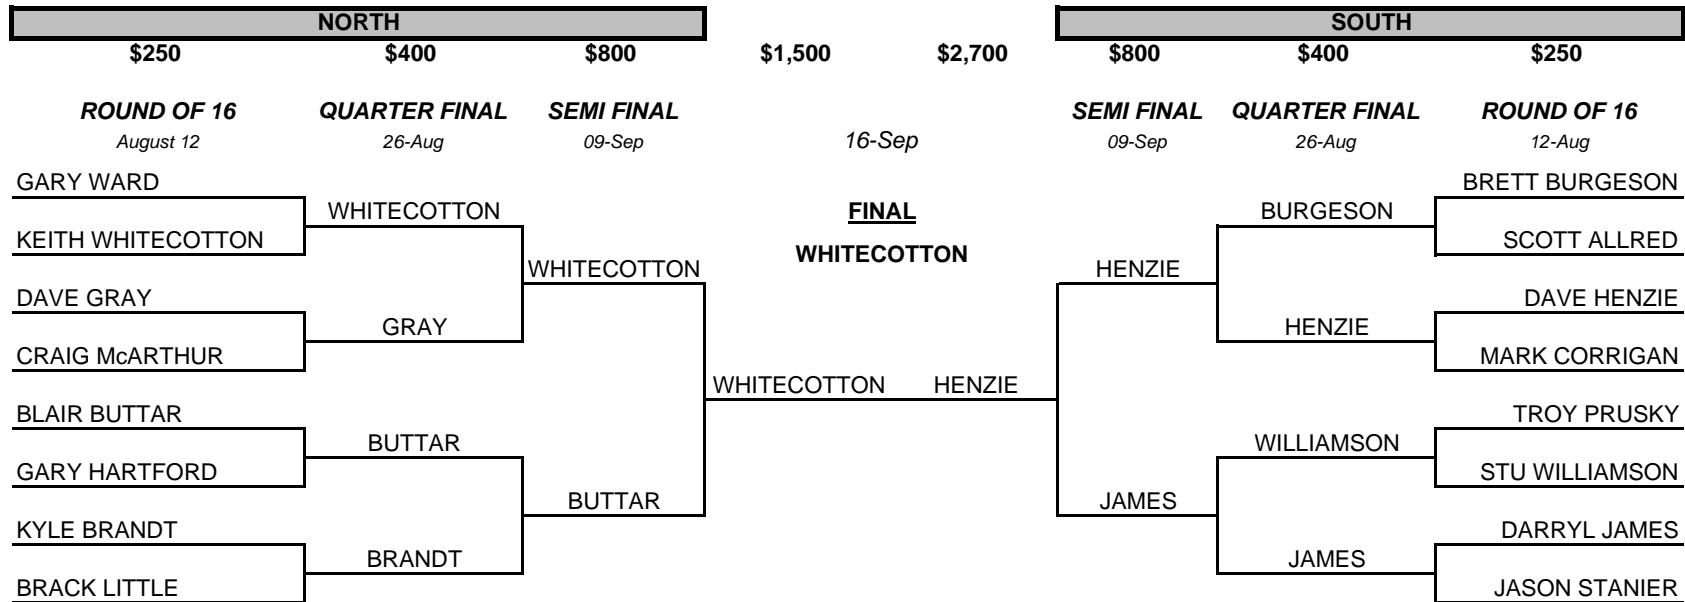 NORTH SOUTH
$250 $400 $800 $1,500 $2,700 $800 $400 $250
ROUND OF 16 QUARTER FINAL SEMI FINAL SEMI FINAL QUARTER FINAL ROUND OF 16
August 12 26-Aug 09-Sep 16-Sep 09-Sep 26-Aug 12-Aug
GARY WARD BRETT BURGESON
WHITECOTTON FINAL BURGESON
KEITH WHITECOTTON SCOTT ALLRED
WHITECOTTON
WHITECOTTON HENZIE
DAVE GRAY DAVE HENZIE
GRAY HENZIE
CRAIG McARTHUR MARK CORRIGAN
WHITECOTTON HENZIE
BLAIR BUTTAR TROY PRUSKY
BUTTAR WILLIAMSON
GARY HARTFORD STU WILLIAMSON
BUTTAR JAMES
KYLE BRANDT DARRYL JAMES
BRANDT JAMES
BRACK LITTLE JASON STANIER